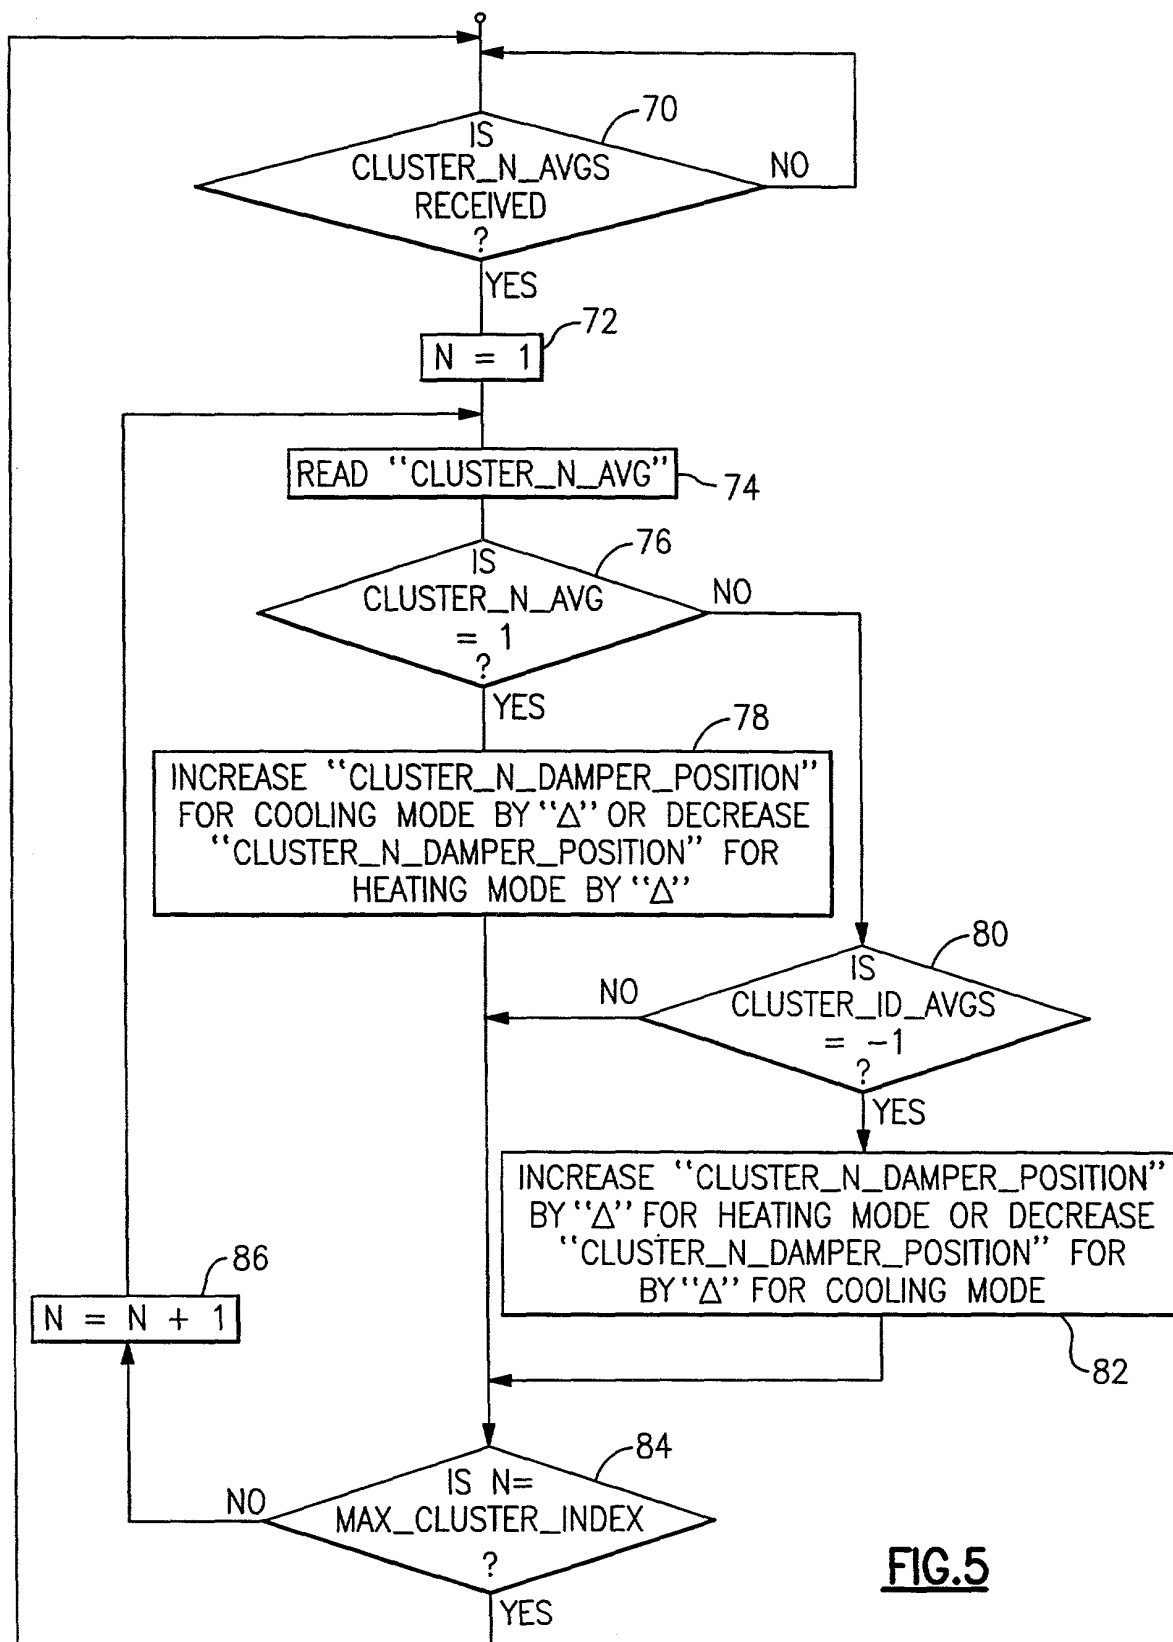 IS
CLUSTER_N_AVGS
RECEIVED
?
70
NO
YES
N = 1
72
READ “CLUSTER_N_AVG”
74
IS
CLUSTER_N_AVG
= 1
?
76
NO
YES
78
INCREASE “CLUSTER_N_DAMPER_POSITION”
FOR COOLING MODE BY “Δ” OR DECREASE
“CLUSTER_N_DAMPER_POSITION” FOR
HEATING MODE BY “Δ”
80
IS
CLUSTER_ID_AVGS
= -1
?
NO
YES
INCREASE “CLUSTER_N_DAMPER_POSITION”
BY “Δ” FOR HEATING MODE OR DECREASE
“CLUSTER_N_DAMPER_POSITION” FOR
BY “Δ” FOR COOLING MODE
82
86
N = N + 1
84
IS N=
MAX_CLUSTER_INDEX
?
NO
YES
FIG.5